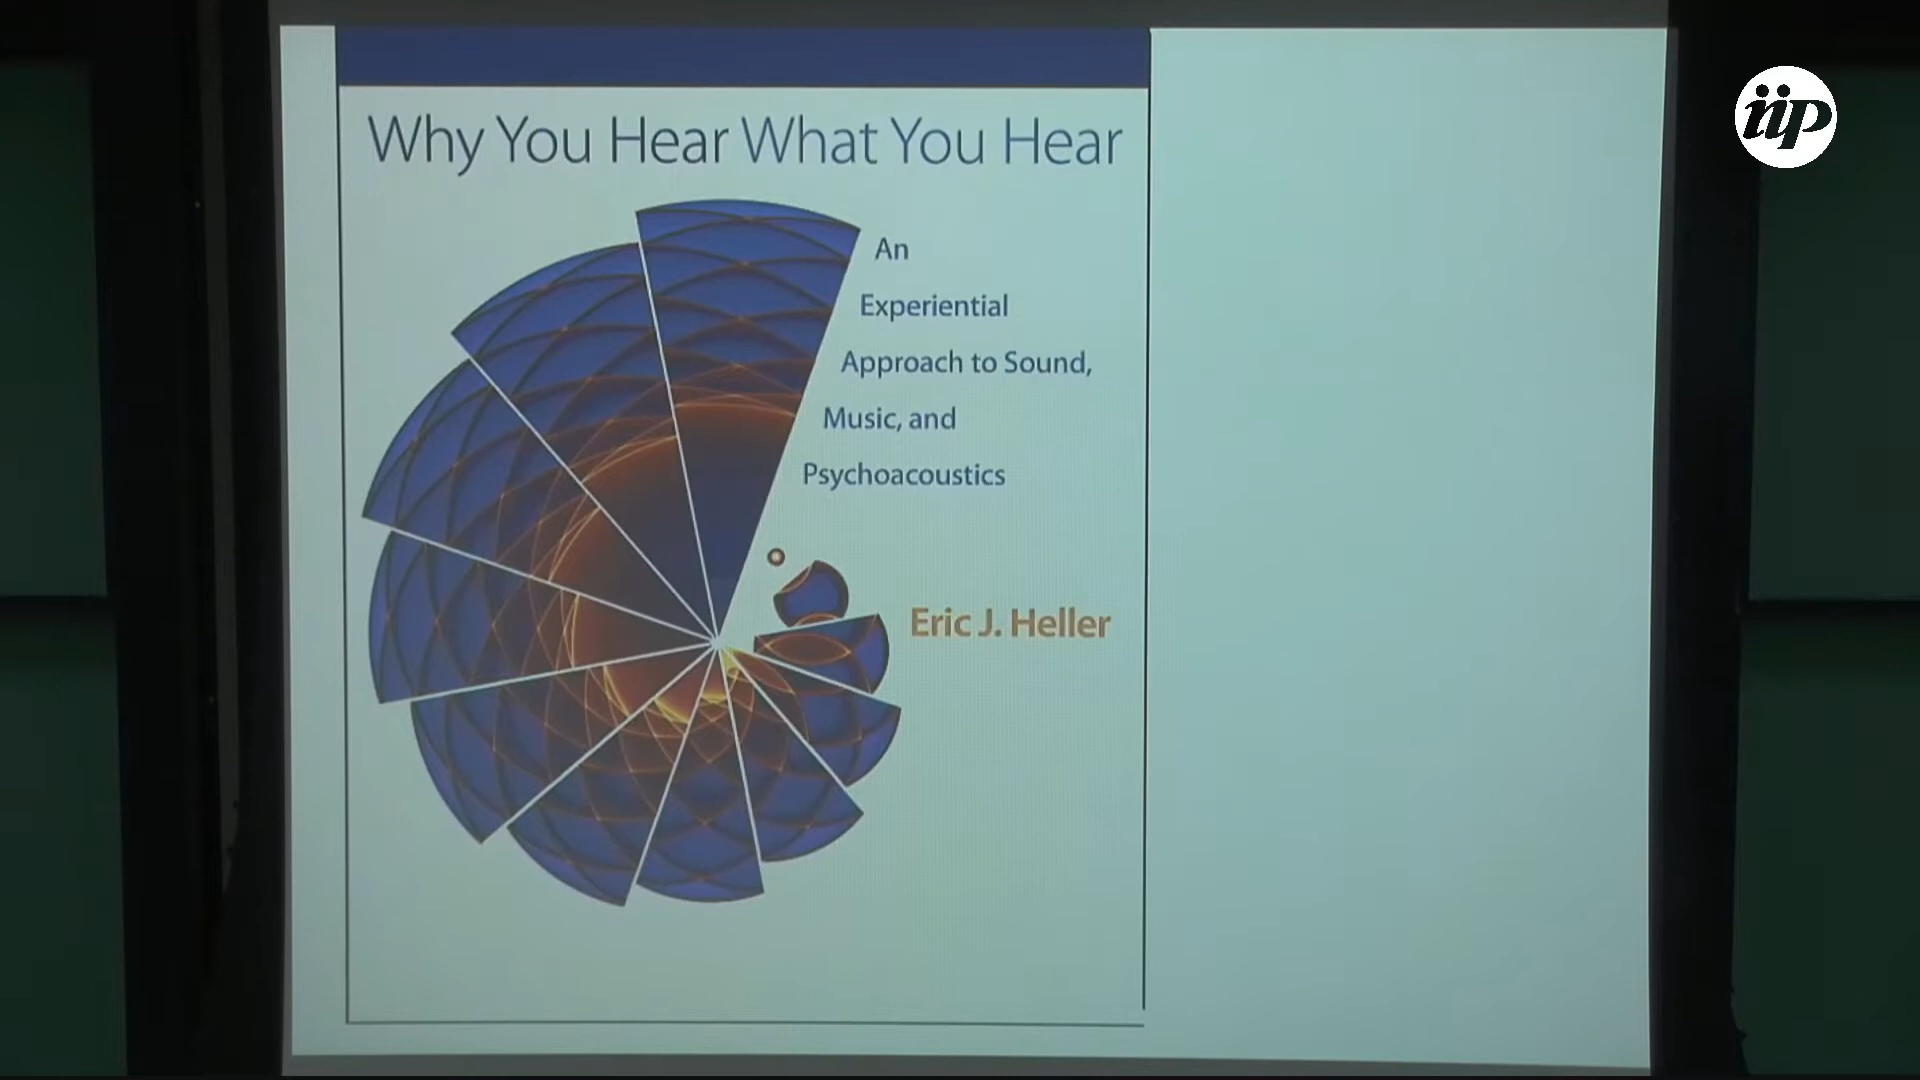 Why You Hear What You Hear
An
Experiential
Approach to Sound,
Music, and
Psychoacoustics
Eric J. Heller
iip